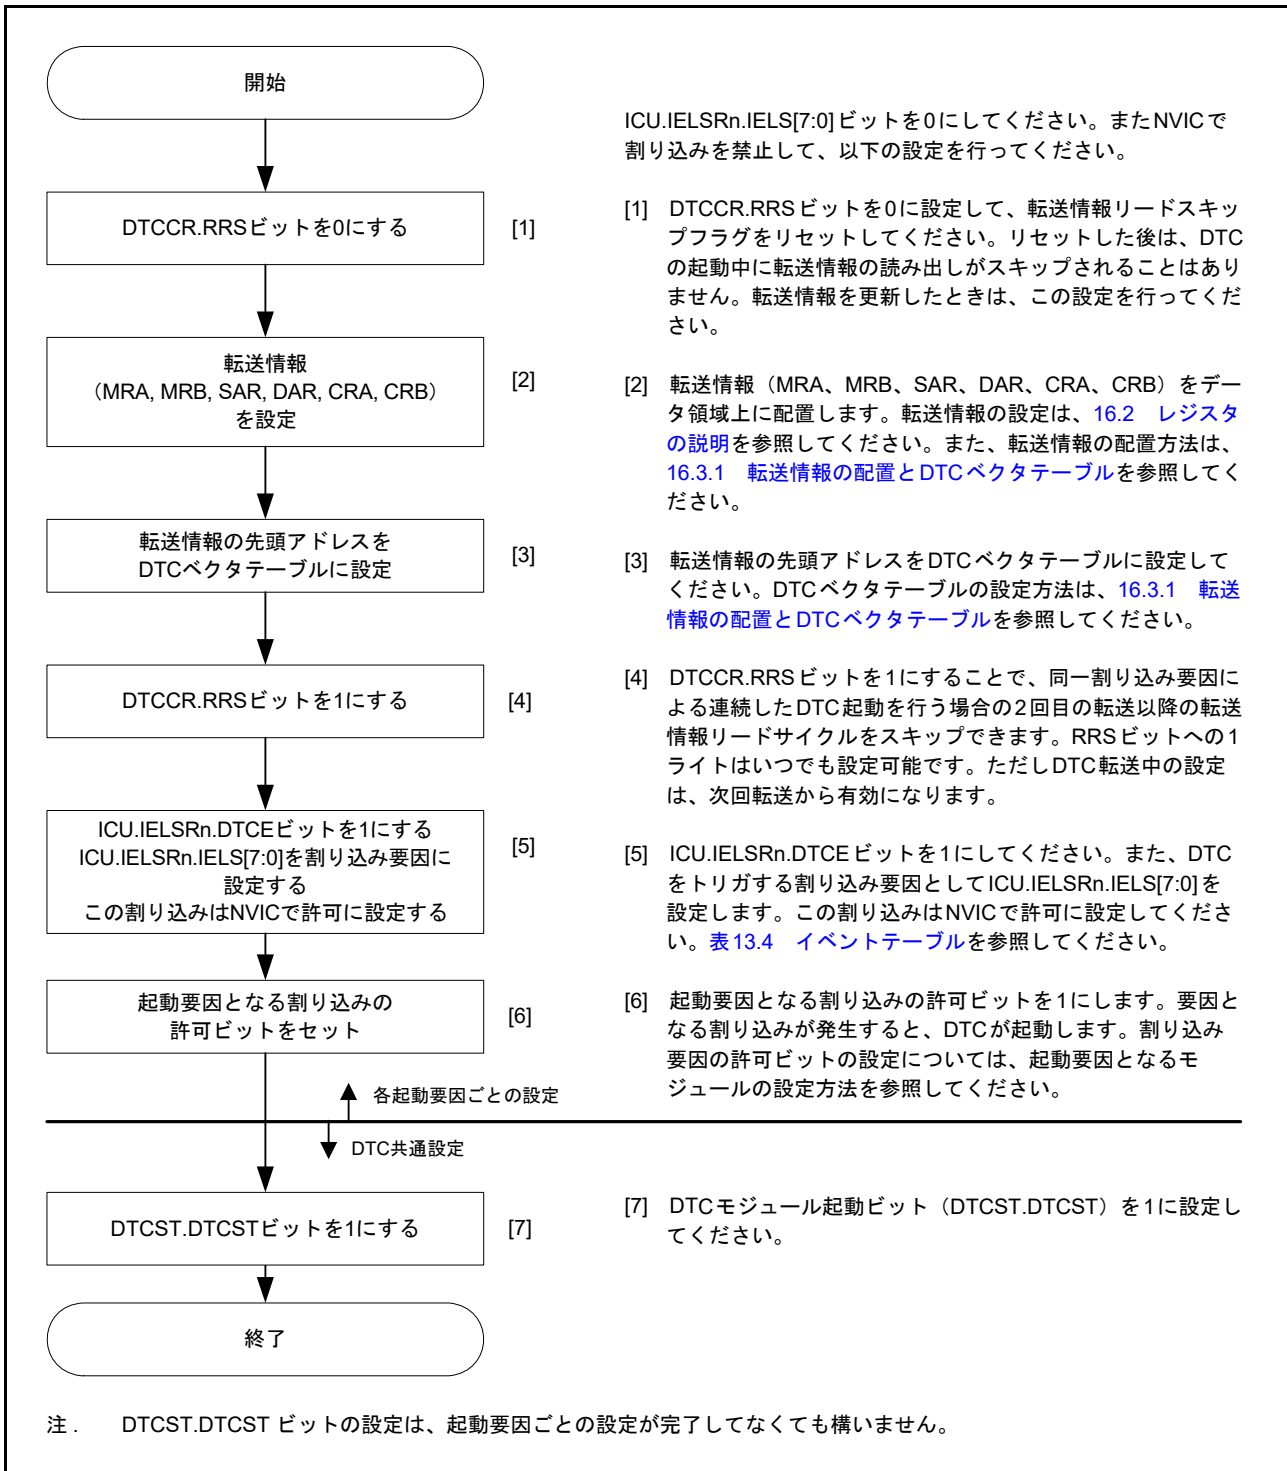 開始
ICU.IELSRn.IELS[7:0]ビットを0にしてください。またNVICで
割り込みを禁止して、以下の設定を行ってください。
DTCCR.RRSビットを0にする
[1]
[1] DTCCR.RRSビットを0に設定して、転送情報リードスキッ
プフラグをリセットしてください。リセットした後は、DTC
の起動中に転送情報の読み出しがスキップされることはあり
ません。転送情報を更新したときは、この設定を行ってくだ
さい。
転送情報
（MRA, MRB, SAR, DAR, CRA, CRB）
を設定
[2]
[2] 転送情報（MRA、MRB、SAR、DAR、CRA、CRB）をデー
タ領域上に配置します。転送情報の設定は、16.2 レジスタ
の説明を参照してください。また、転送情報の配置方法は、
16.3.1 転送情報の配置とDTCベクタテーブルを参照してく
ださい。
転送情報の先頭アドレスを
DTCベクタテーブルに設定
[3]
[3] 転送情報の先頭アドレスをDTCベクタテーブルに設定して
ください。DTCベクタテーブルの設定方法は、16.3.1 転送
情報の配置とDTCベクタテーブルを参照してください。
DTCCR.RRSビットを1にする
[4]
[4] DTCCR.RRSビットを1にすることで、同一割り込み要因に
よる連続したDTC起動を行う場合の2回目の転送以降の転送
情報リードサイクルをスキップできます。RRSビットへの1
ライトはいつでも設定可能です。ただしDTC転送中の設定
は、次回転送から有効になります。
ICU.IELSRn.DTCEビットを1にする
ICU.IELSRn.IELS[7:0]を割り込み要因に
設定する
この割り込みはNVICで許可に設定する
[5]
[5] ICU.IELSRn.DTCEビットを1にしてください。また、DTC
をトリガする割り込み要因としてICU.IELSRn.IELS[7:0]を
設定します。この割り込みはNVICで許可に設定してくださ
い。表13.4 イベントテーブルを参照してください。
起動要因となる割り込みの
許可ビットをセット
[6]
[6] 起動要因となる割り込みの許可ビットを1にします。要因と
なる割り込みが発生すると、DTCが起動します。割り込み
要因の許可ビットの設定については、起動要因となるモ
ジュールの設定方法を参照してください。
各起動要因ごとの設定
DTC共通設定
DTCST.DTCSTビットを1にする
[7]
[7] DTCモジュール起動ビット（DTCST.DTCST）を1に設定し
てください。
終了
注． DTCST.DTCST ビットの設定は、起動要因ごとの設定が完了してなくても構いません。